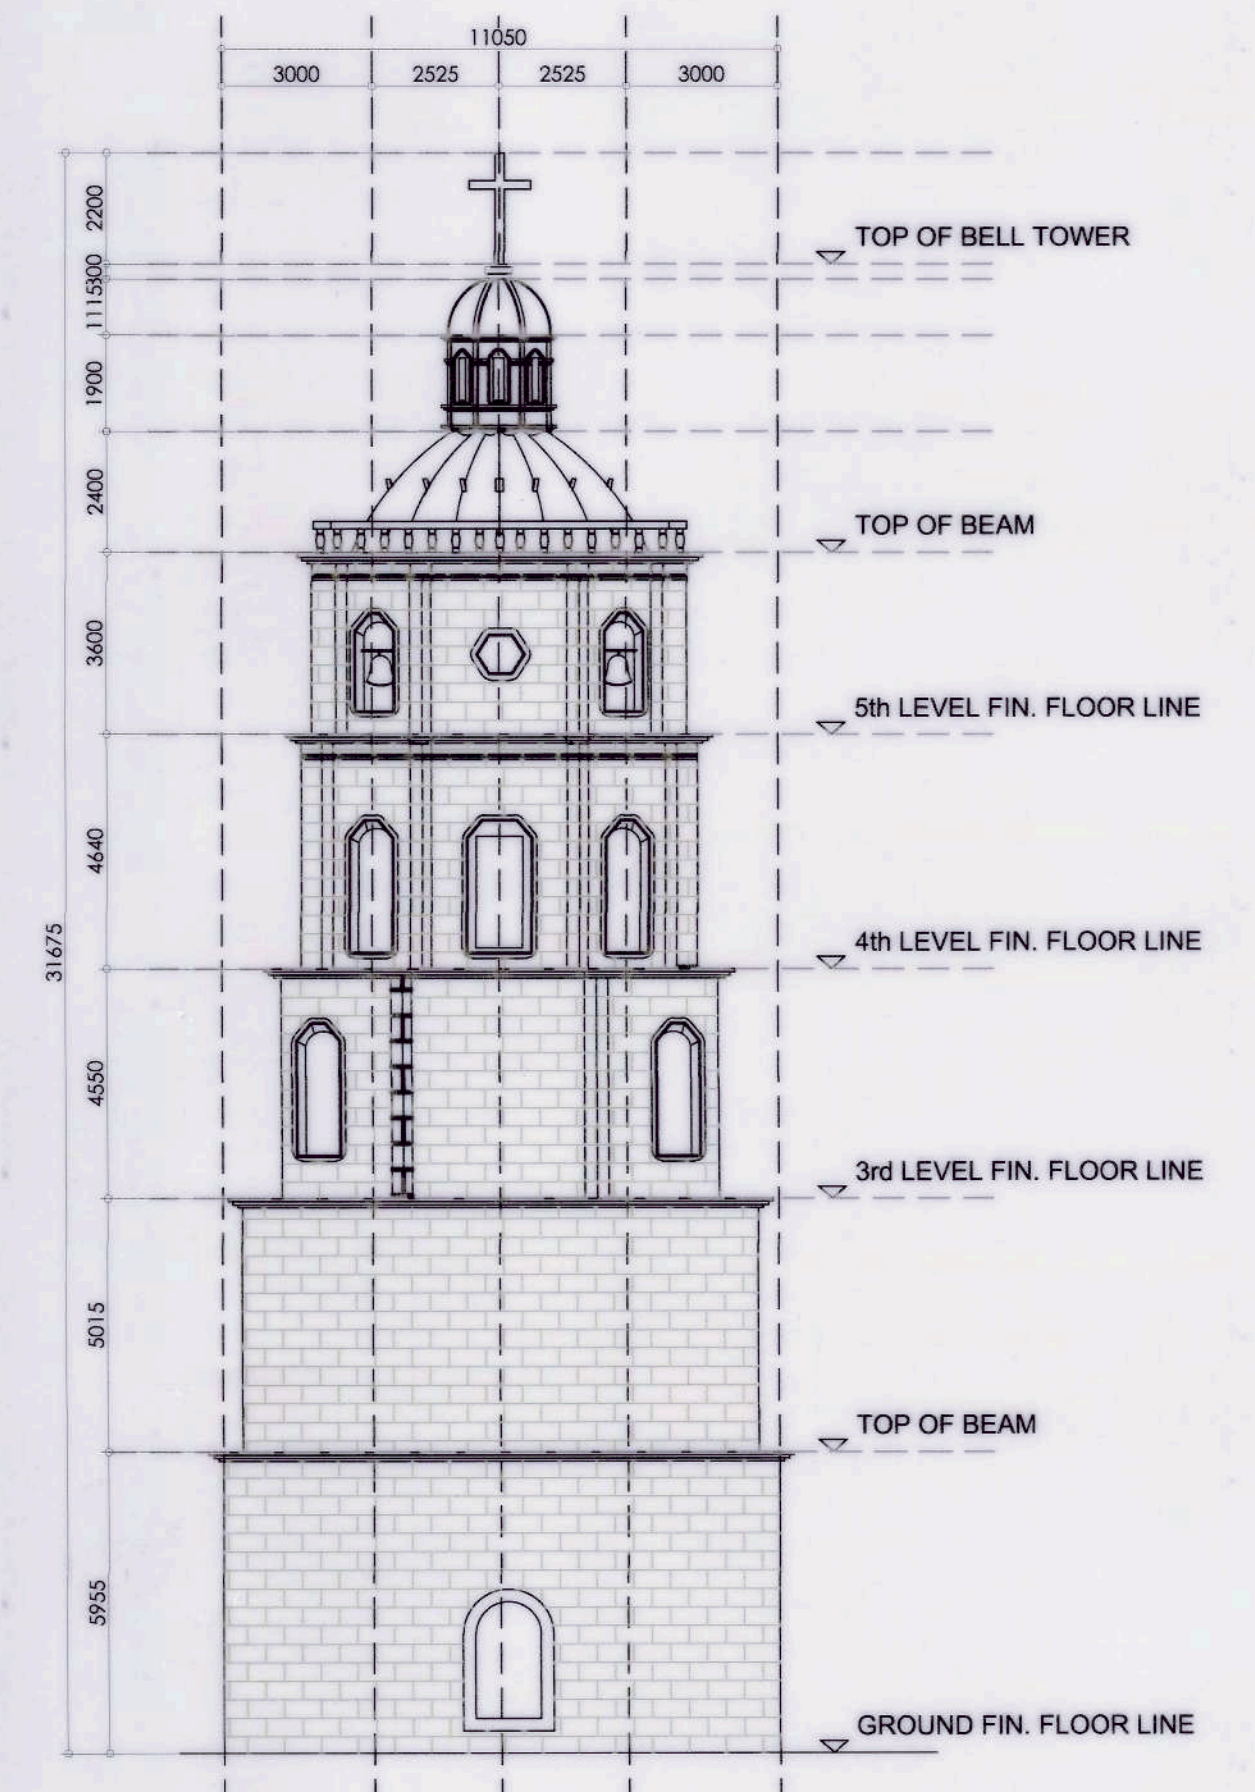 11050
3000 2525 2525 3000
2200
TOP OF BELL TOWER
300
1115
1900
2400
TOP OF BEAM
3600
5th LEVEL FIN. FLOOR LINE
4640
31675
4th LEVEL FIN. FLOOR LINE
4550
3rd LEVEL FIN. FLOOR LINE
5015
TOP OF BEAM
5955
GROUND FIN. FLOOR LINE